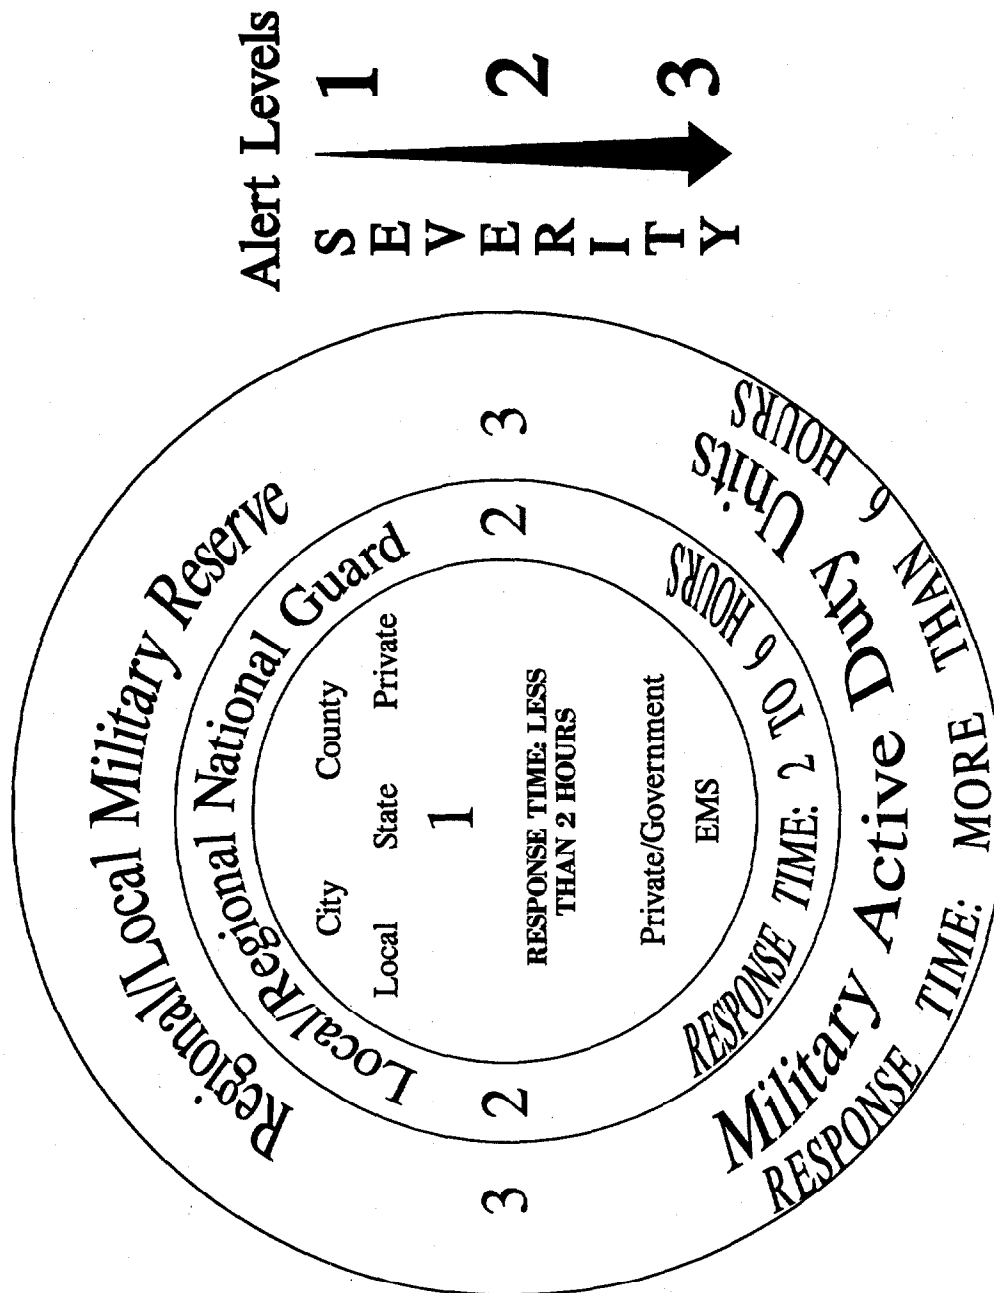 Regional/Local Military Reserve
Local/Regional National Guard
City County
Local State Private
1
3 2 2 3
RESPONSE TIME: LESS
THAN 2 HOURS
Private/Government
EMS
RESPONSE TIME: 2 TO 6 HOURS
Military Active Duty Units
RESPONSE TIME: MORE THAN 6 HOURS
Alert Levels
SEVERITY
1
2
3